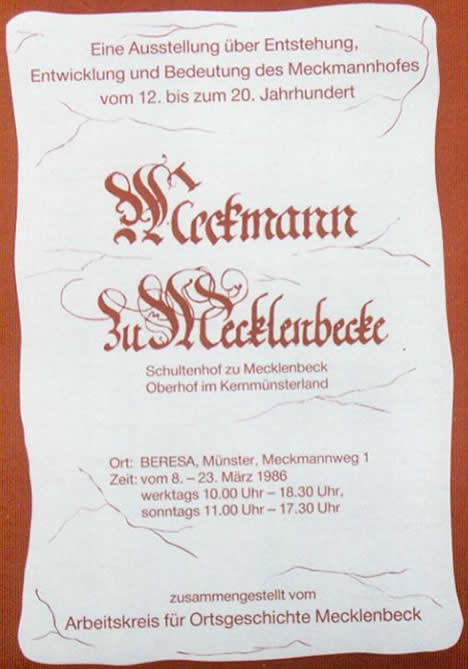 Eine Ausstellung über Entstehung,
Entwicklung und Bedeutung des Meckmannhofes
vom 12. bis zum 20. Jahrhundert
Meckmann
zu Mecklenbecke
Schultenhof zu Mecklenbeck
Oberhof im Kernmünsterland
Ort: BERESA, Münster, Meckmannweg 1
Zeit: vom 8. – 23. März 1986
werktags 10.00 Uhr – 18.30 Uhr,
sonntags 11.00 Uhr – 17.30 Uhr
zusammengestellt vom
Arbeitskreis für Ortsgeschichte Mecklenbeck